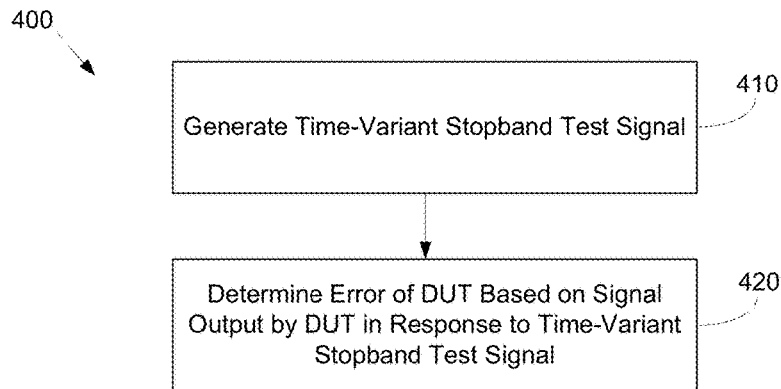 400
410
Generate Time-Variant Stopband Test Signal
420
Determine Error of DUT Based on Signal
Output by DUT in Response to Time-Variant
Stopband Test Signal